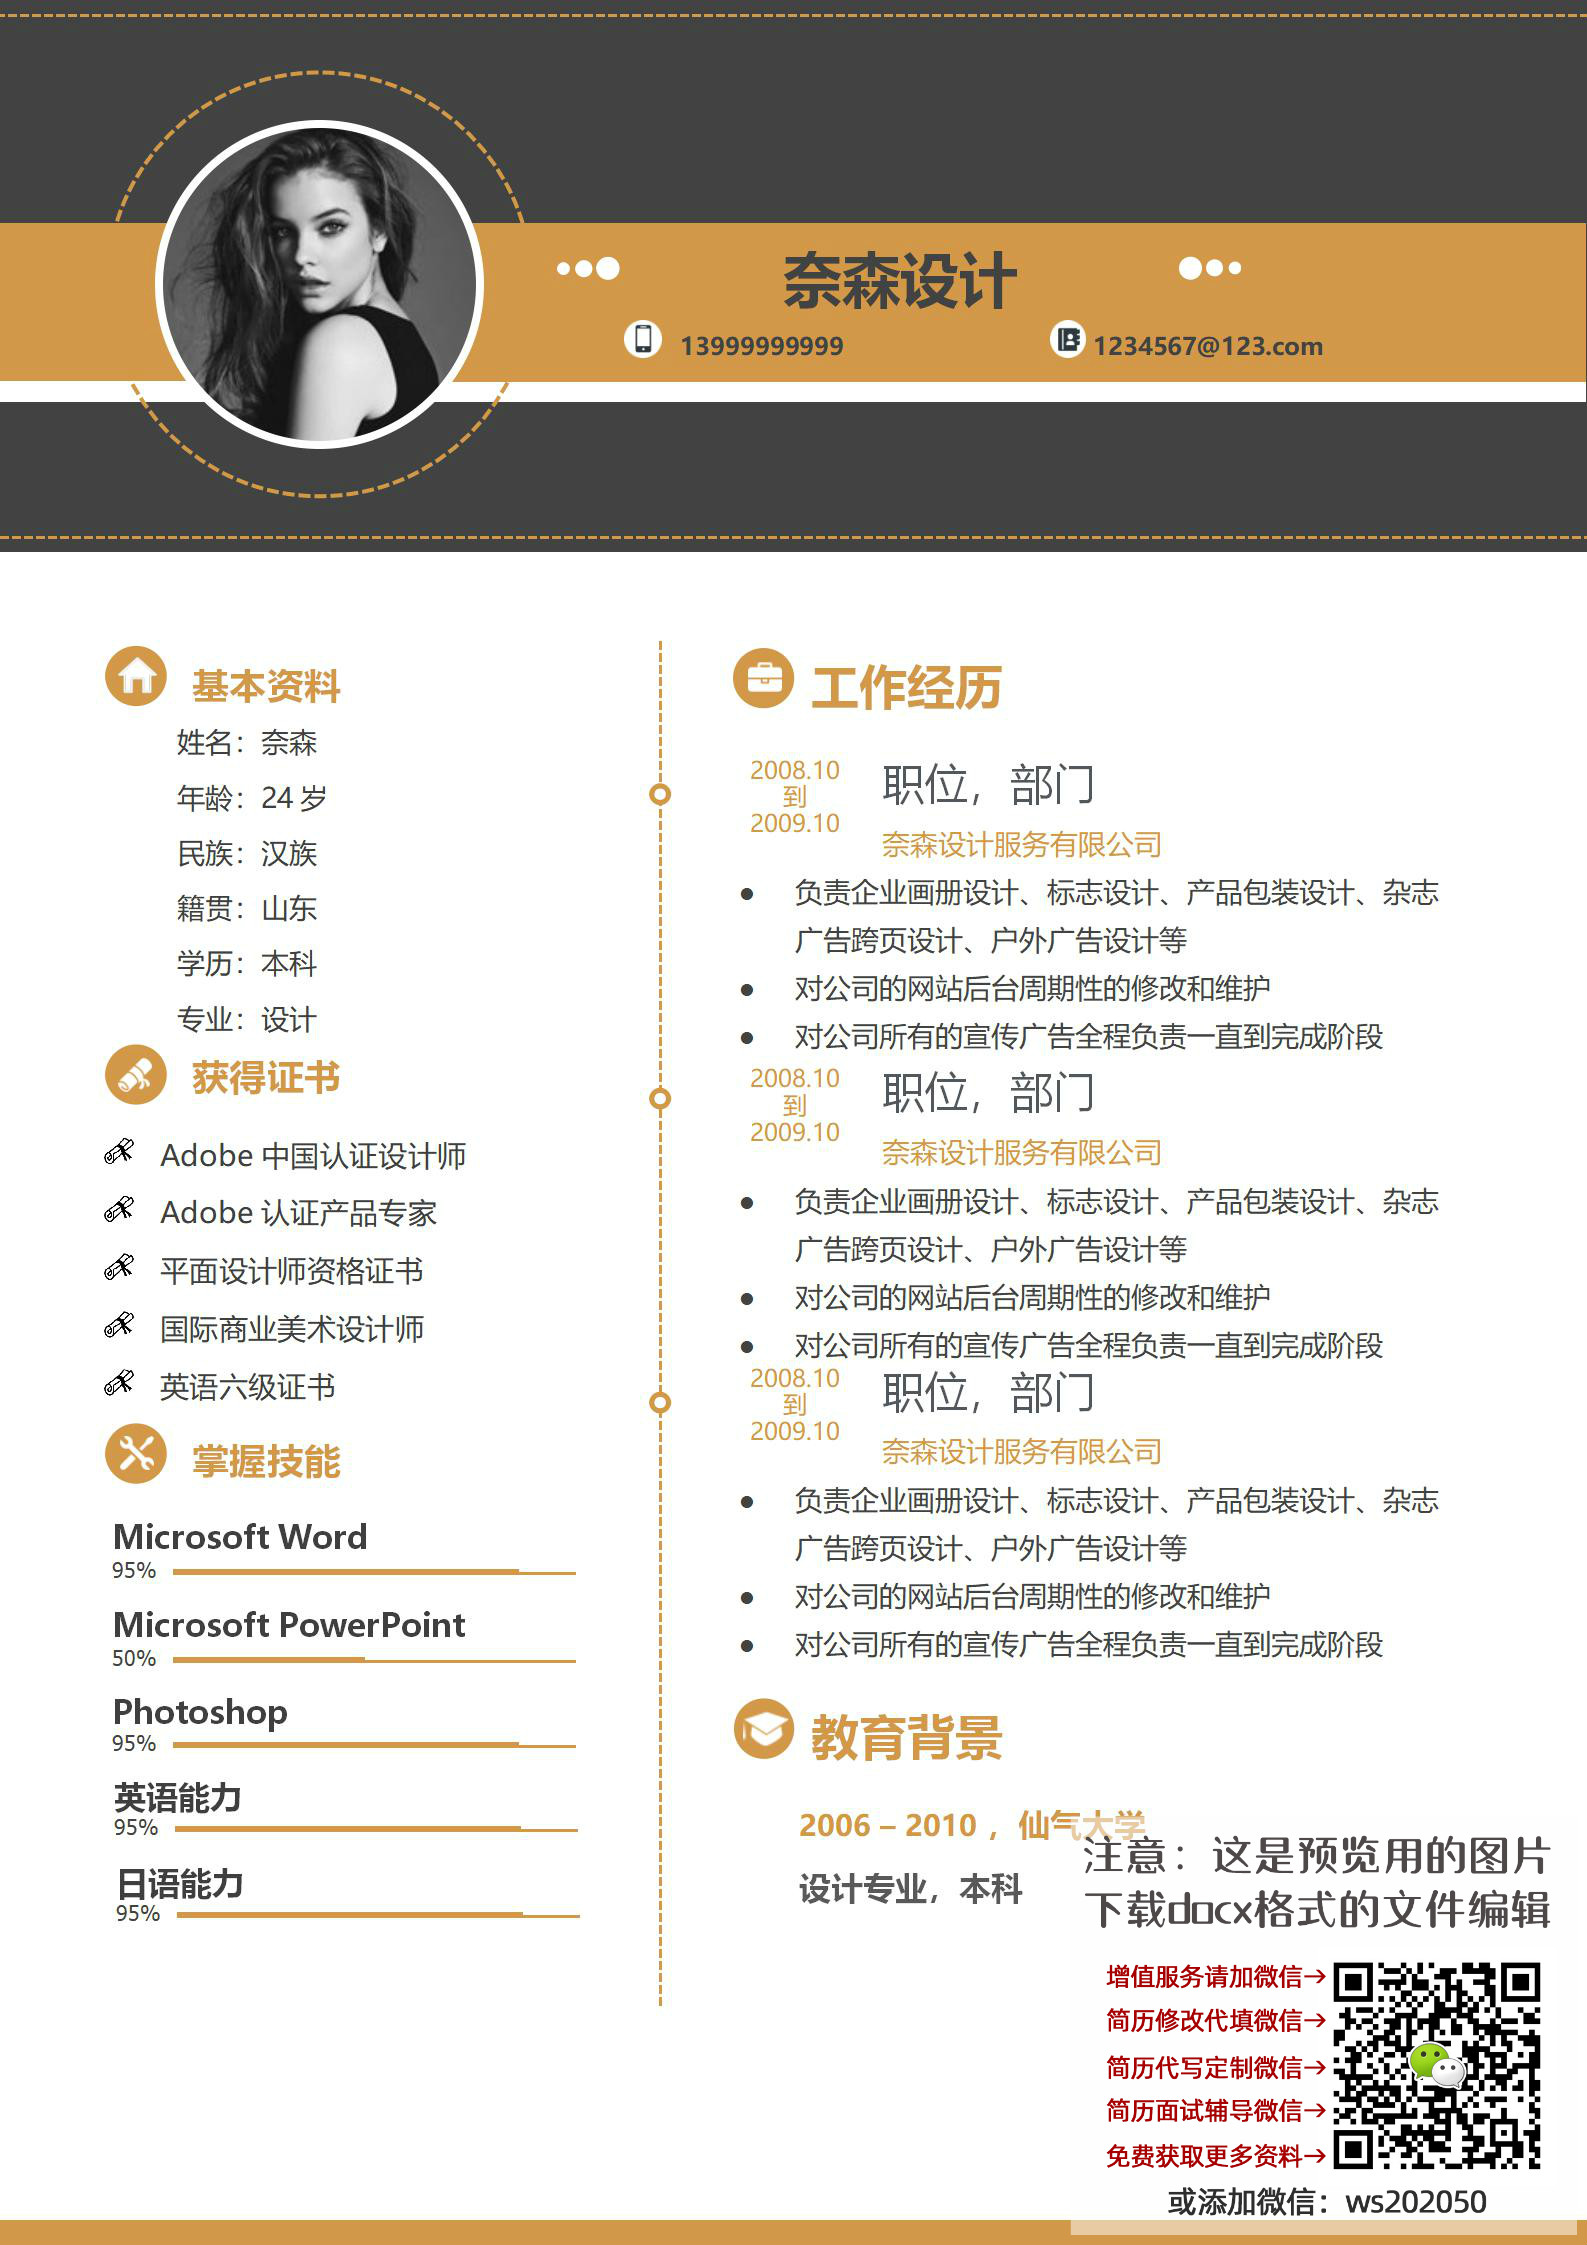 奈森设计
13999999999
1234567@123.com
基本资料
姓名：奈森
年龄：24 岁
民族：汉族
籍贯：山东
学历：本科
专业：设计
获得证书
Adobe 中国认证设计师
Adobe 认证产品专家
平面设计师资格证书
国际商业美术设计师
英语六级证书
掌握技能
Microsoft Word
95%
Microsoft PowerPoint
50%
Photoshop
95%
英语能力
95%
日语能力
95%
工作经历
2008.10
到
2009.10
职位，部门
奈森设计服务有限公司
● 负责企业画册设计、标志设计、产品包装设计、杂志
广告跨页设计、户外广告设计等
● 对公司的网站后台周期性的修改和维护
● 对公司所有的宣传广告全程负责一直到完成阶段
2008.10
到
2009.10
职位，部门
奈森设计服务有限公司
● 负责企业画册设计、标志设计、产品包装设计、杂志
广告跨页设计、户外广告设计等
● 对公司的网站后台周期性的修改和维护
● 对公司所有的宣传广告全程负责一直到完成阶段
2008.10
到
2009.10
职位，部门
奈森设计服务有限公司
● 负责企业画册设计、标志设计、产品包装设计、杂志
广告跨页设计、户外广告设计等
● 对公司的网站后台周期性的修改和维护
● 对公司所有的宣传广告全程负责一直到完成阶段
教育背景
2006 – 2010 ，仙气大学
设计专业，本科
注意：这是预览用的图片
下载docx格式的文件编辑
增值服务请加微信→
简历修改代填微信→
简历代写定制微信→
简历面试辅导微信→
免费获取更多资料→
或添加微信：ws202050